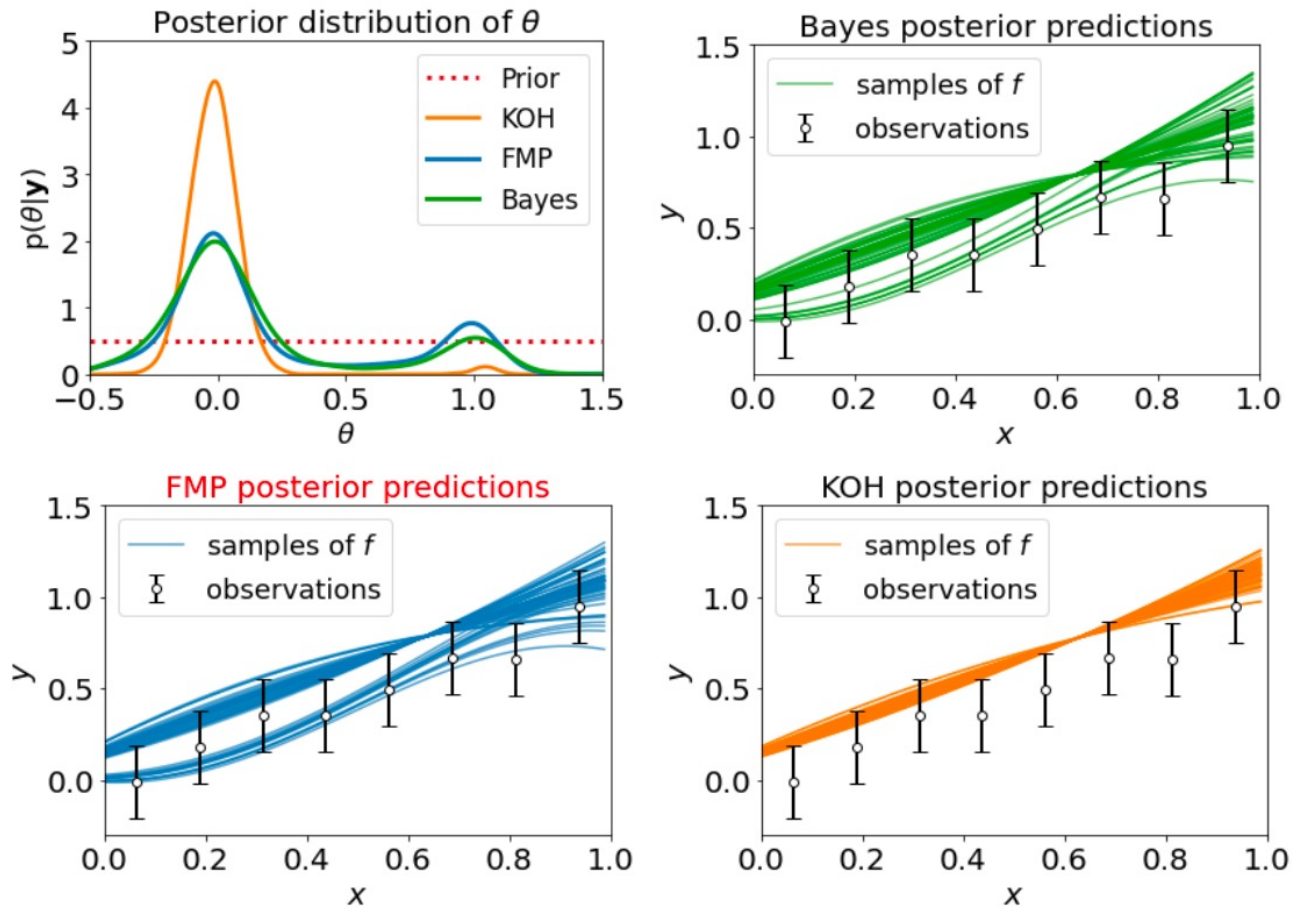 Posterior distribution of θ
5
4
3
2
1
0
p(θ|y)
−0.5
0.0
0.5
1.0
1.5
θ
Prior
KOH
FMP
Bayes
Bayes posterior predictions
1.5
1.0
0.5
0.0
y
0.0
0.2
0.4
0.6
0.8
1.0
x
samples of f
observations
FMP posterior predictions
1.5
1.0
0.5
0.0
y
0.0
0.2
0.4
0.6
0.8
1.0
x
samples of f
observations
KOH posterior predictions
1.5
1.0
0.5
0.0
y
0.0
0.2
0.4
0.6
0.8
1.0
x
samples of f
observations